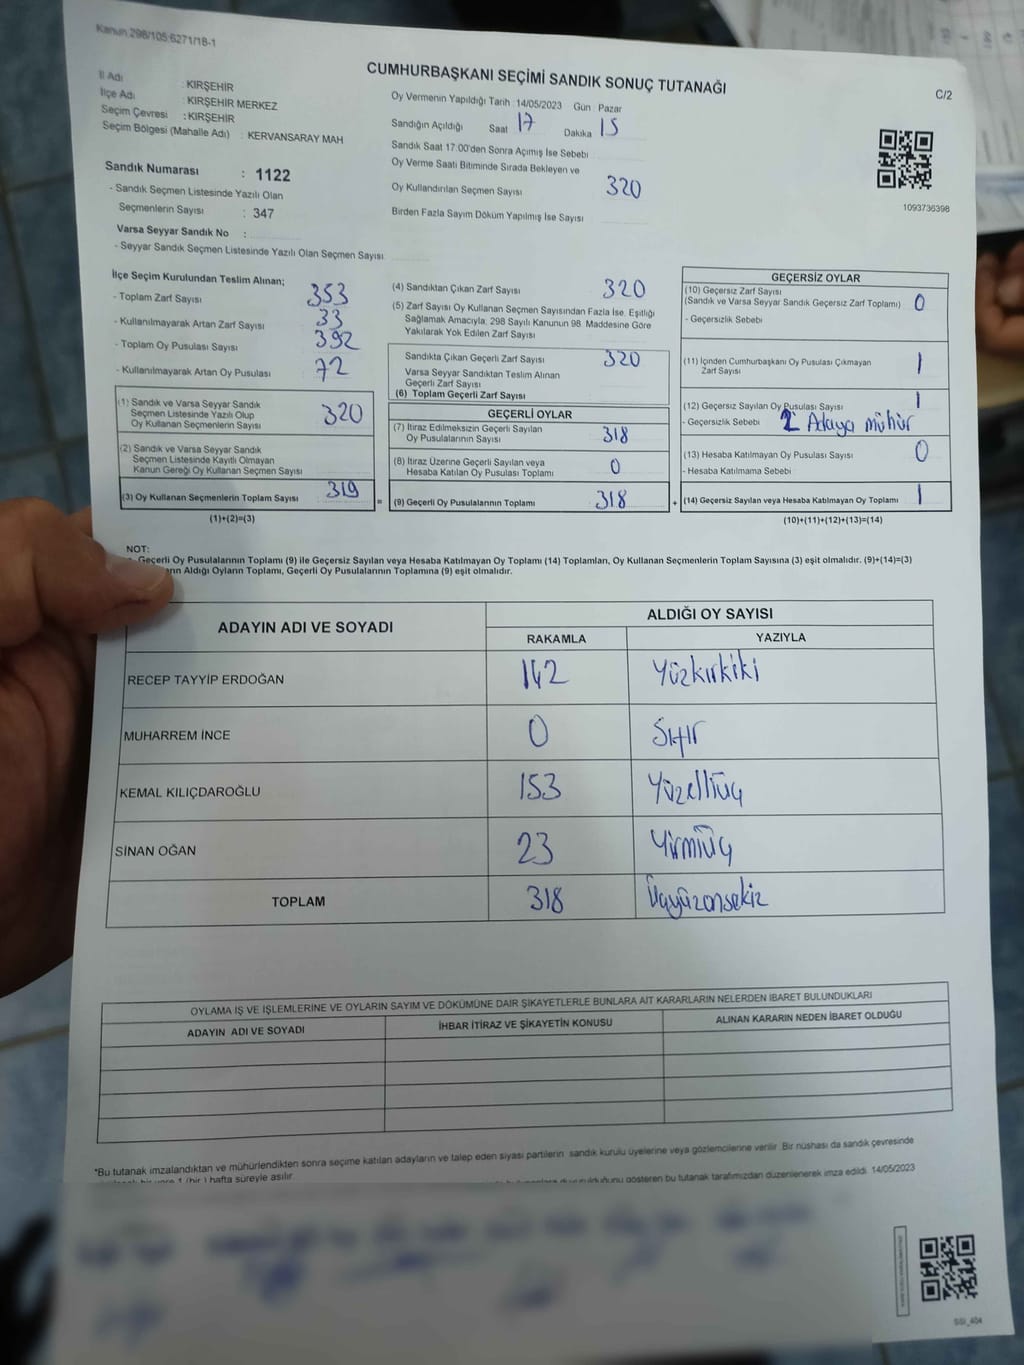 Kanun:298/105:6271/18-1
CUMHURBAŞKANI SEÇİMİ SANDIK SONUÇ TUTANAĞI
C/2
İl Adı : KIRŞEHİR
İlçe Adı : KIRŞEHİR MERKEZ
Seçim Çevresi : KIRŞEHİR
Seçim Bölgesi (Mahalle Adı) : KERVANSARAY MAH
Oy Vermenin Yapıldığı Tarih :14/05/2023 Gün Pazar
Sandığın Açıldığı Saat 17 Dakika 15
Sandık Saat 17:00'den Sonra Açımış İse Sebebi
Oy Verme Saati Bitiminde Sırada Bekleyen ve
Oy Kullandırılan Seçmen Sayısı 320
Birden Fazla Sayım Döküm Yapılmış İse Sayısı
1093736398
Sandık Numarası : 1122
- Sandık Seçmen Listesinde Yazılı Olan
Seçmenlerin Sayısı : 347
Varsa Seyyar Sandık No :
- Seyyar Sandık Seçmen Listesinde Yazılı Olan Seçmen Sayısı
İlçe Seçim Kurulundan Teslim Alınan;
- Toplam Zarf Sayısı 353
- Kullanılmayarak Artan Zarf Sayısı 33
- Toplam Oy Pusulası Sayısı 392
- Kullanılmayarak Artan Oy Pusulası 72
(1) Sandık ve Varsa Seyyar Sandık
Seçmen Listesinde Yazılı Olup
Oy Kullanan Seçmenlerin Sayısı 320
(2) Sandık ve Varsa Seyyar Sandık
Seçmen Listesinde Kayıtlı Olmayan
Kanun Gereği Oy Kullanan Seçmen Sayısı
(3) Oy Kullanan Seçmenlerin Toplam Sayısı 319 =
(1)+(2)=(3)
(4) Sandıktan Çıkan Zarf Sayısı 320
(5) Zarf Sayısı Oy Kullanan Seçmen Sayısından Fazla İse, Eşitliği
Sağlamak Amacıyla, 298 Sayılı Kanunun 98. Maddesine Göre
Yakılarak Yok Edilen Zarf Sayısı
Sandıkta Çıkan Geçerli Zarf Sayısı 320
Varsa Seyyar Sandıktan Teslim Alınan
Geçerli Zarf Sayısı
(6) Toplam Geçerli Zarf Sayısı
GEÇERLİ OYLAR
(7) İtiraz Edilmeksizin Geçerli Sayılan
Oy Pusulalarının Sayısı 318
(8) İtiraz Üzerine Geçerli Sayılan veya
Hesaba Katılan Oy Pusulası Toplamı 0
(9) Geçerli Oy Pusulalarının Toplamı 318 +
GEÇERSİZ OYLAR
(10) Geçersiz Zarf Sayısı
(Sandık ve Varsa Seyyar Sandık Geçersiz Zarf Toplamı) 0
- Geçersizlik Sebebi
(11) İçinden Cumhurbaşkanı Oy Pusulası Çıkmayan
Zarf Sayısı 1
(12) Geçersiz Sayılan Oy Pusulası Sayısı 1
- Geçersizlik Sebebi 2 Adaya mühür
(13) Hesaba Katılmayan Oy Pusulası Sayısı 0
- Hesaba Katılmama Sebebi
(14) Geçersiz Sayılan veya Hesaba Katılmayan Oy Toplamı 1
(10)+(11)+(12)+(13)=(14)
NOT:
Geçerli Oy Pusulalarının Toplamı (9) ile Geçersiz Sayılan veya Hesaba Katılmayan Oy Toplamı (14) Toplamları, Oy Kullanan Seçmenlerin Toplam Sayısına (3) eşit olmalıdır. (9)+(14)=(3)
Aldığı Oyların Toplamı, Geçerli Oy Pusulalarının Toplamına (9) eşit olmalıdır.
ADAYIN ADI VE SOYADI ALDIĞI OY SAYISI
RAKAMLA YAZIYLA
RECEP TAYYİP ERDOĞAN 142 Yüzkırkiki
MUHARREM İNCE 0 Sıfır
KEMAL KILIÇDAROĞLU 153 Yüzelliüç
SİNAN OĞAN 23 Yirmiüç
TOPLAM 318 Üçyüzonsekiz
OYLAMA İŞ VE İŞLEMLERİNE VE OYLARIN SAYIM VE DÖKÜMÜNE DAİR ŞİKAYETLERLE BUNLARA AİT KARARLARIN NELERDEN İBARET BULUNDUKLARI
ADAYIN ADI VE SOYADI İHBAR İTİRAZ VE ŞİKAYETİN KONUSU ALINAN KARARIN NEDEN İBARET OLDUĞU
*Bu tutanak imzalandıktan ve mühürlendikten sonra seçime katılan adayların ve talep eden siyasi partilerin sandık kurulu üyelerine veya gözlemcilerine verilir. Bir nüshası da sandık çevresinde
(bir) hafta süreyle asılır.
gösteren bu tutanak tarafımızdan düzenlenerek imza edildi. 14/05/2023
SSI_404